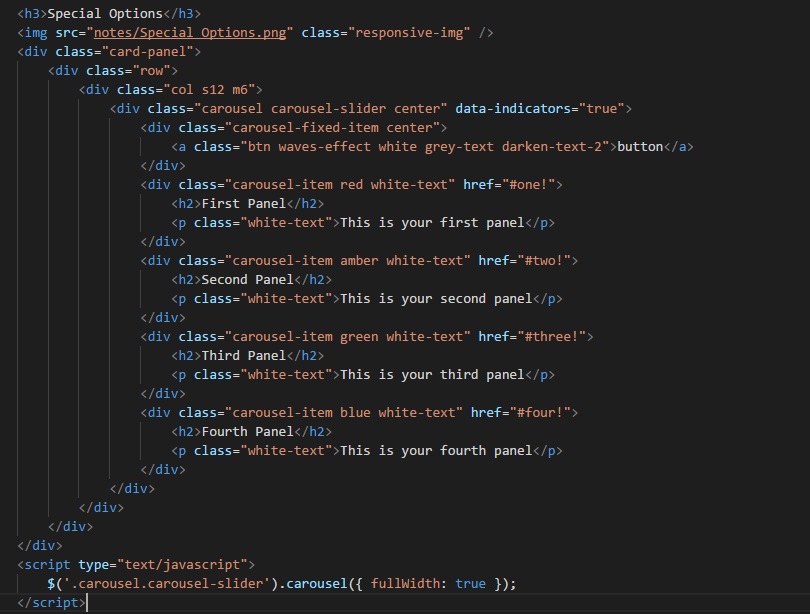 <h3>Special Options</h3>
<img src="notes/Special Options.png" class="responsive-img" />
<div class="card-panel">
    <div class="row">
        <div class="col s12 m6">
            <div class="carousel carousel-slider center" data-indicators="true">
                <div class="carousel-fixed-item center">
                    <a class="btn waves-effect white grey-text darken-text-2">button</a>
                </div>
                <div class="carousel-item red white-text" href="#one!">
                    <h2>First Panel</h2>
                    <p class="white-text">This is your first panel</p>
                </div>
                <div class="carousel-item amber white-text" href="#two!">
                    <h2>Second Panel</h2>
                    <p class="white-text">This is your second panel</p>
                </div>
                <div class="carousel-item green white-text" href="#three!">
                    <h2>Third Panel</h2>
                    <p class="white-text">This is your third panel</p>
                </div>
                <div class="carousel-item blue white-text" href="#four!">
                    <h2>Fourth Panel</h2>
                    <p class="white-text">This is your fourth panel</p>
                </div>
            </div>
        </div>
    </div>
</div>
<script type="text/javascript">
    $('.carousel.carousel-slider').carousel({ fullWidth: true });
</script>